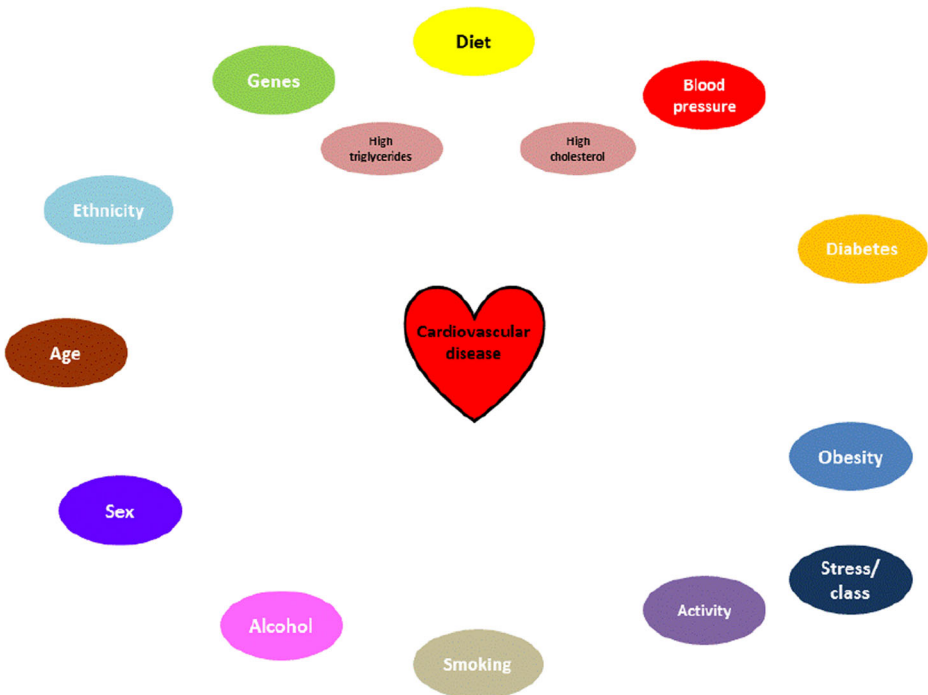 Diet
Genes
Blood
pressure
High
triglycerides
High
cholesterol
Ethnicity
Diabetes
Cardiovascular
disease
Age
Obesity
Sex
Stress/
class
Activity
Alcohol
Smoking